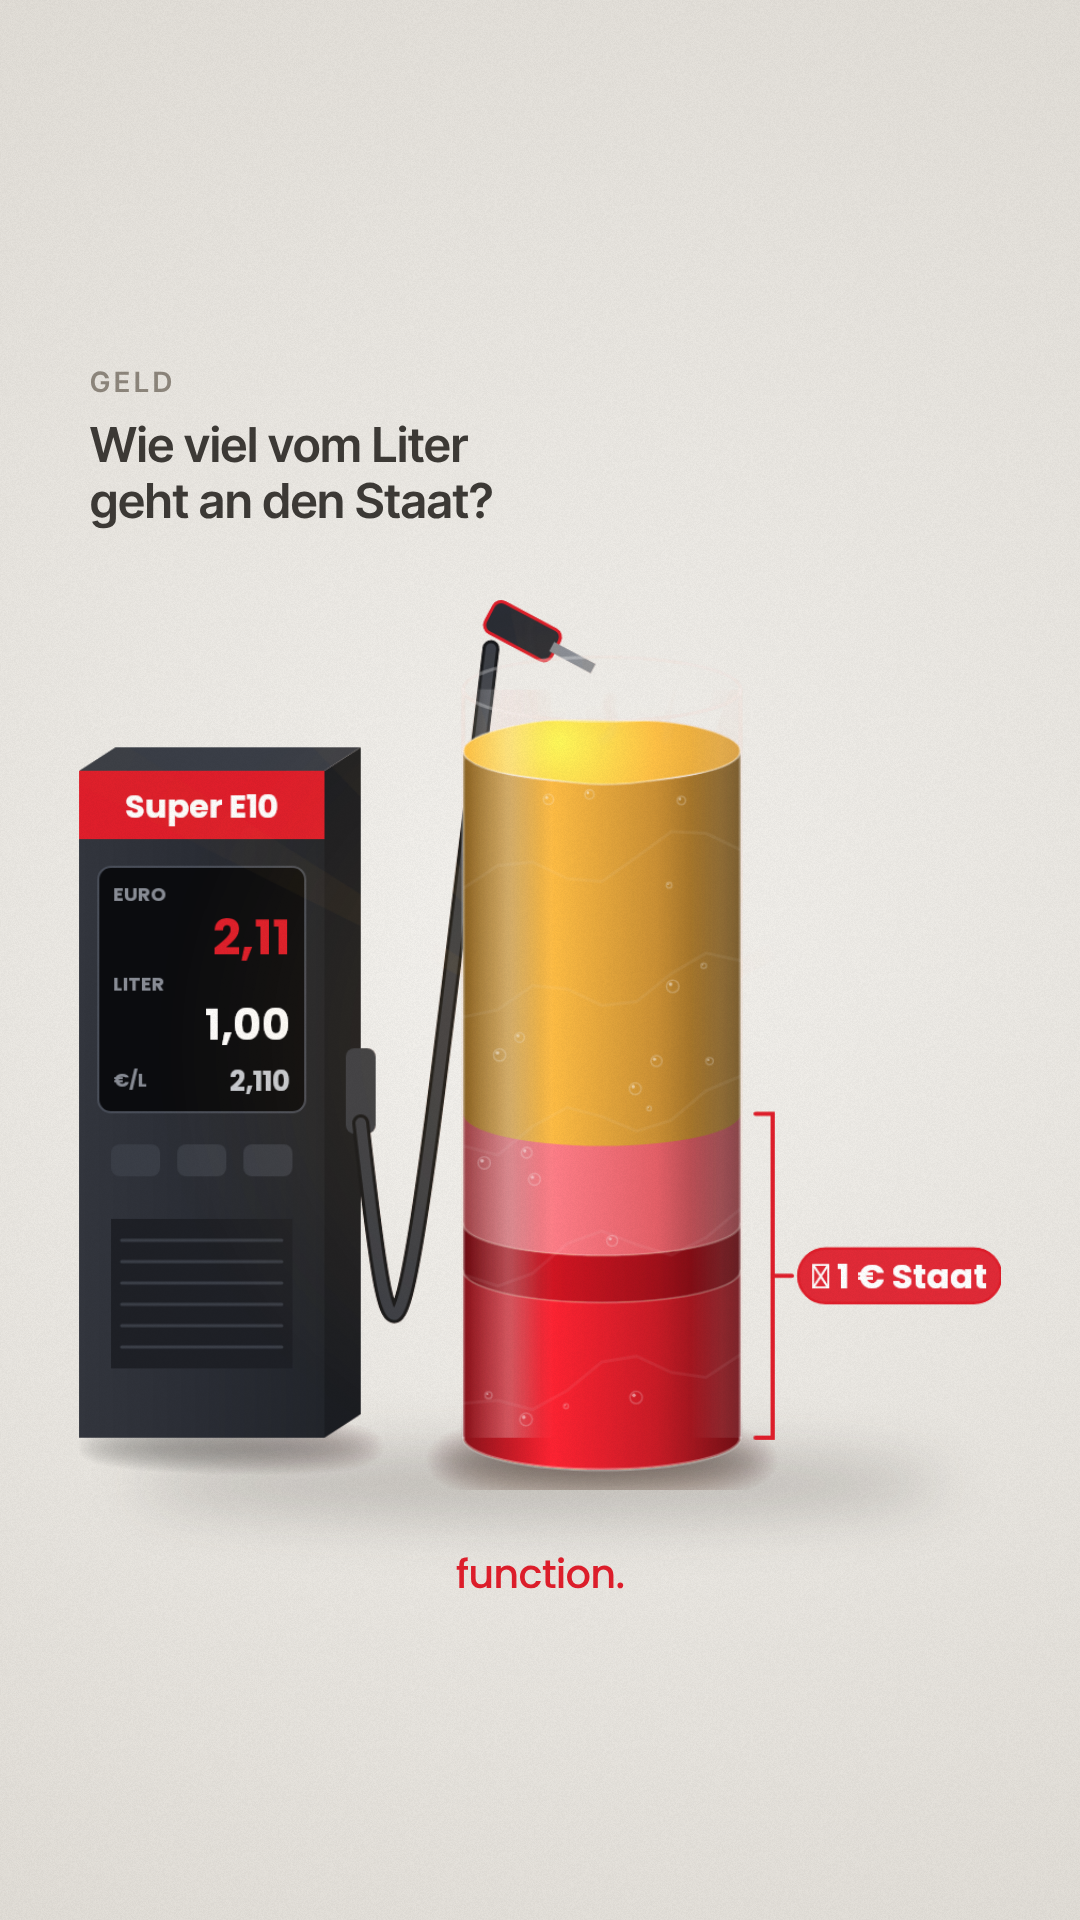 GELD
Wie viel vom Liter
geht an den Staat?
Super E10
EURO
2,11
LITER
1,00
€/L 2,110
1 € Staat
function.